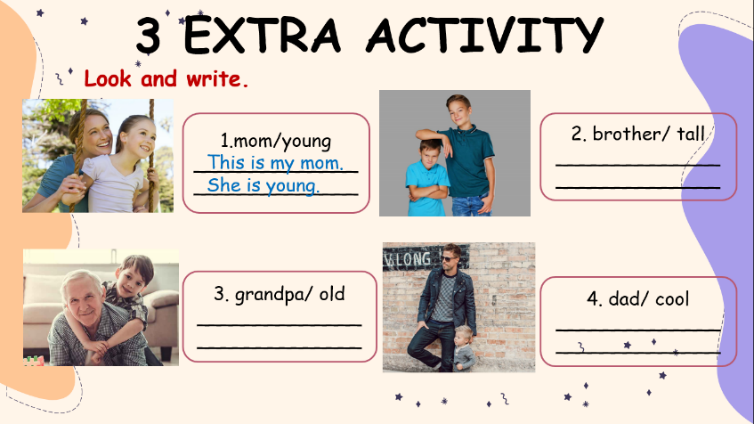 3 EXTRA ACTIVITY
Look and write.
1.mom/young
This is my mom.
She is young.
2. brother/ tall
3. grandpa/ old
VLONG
4. dad/ cool